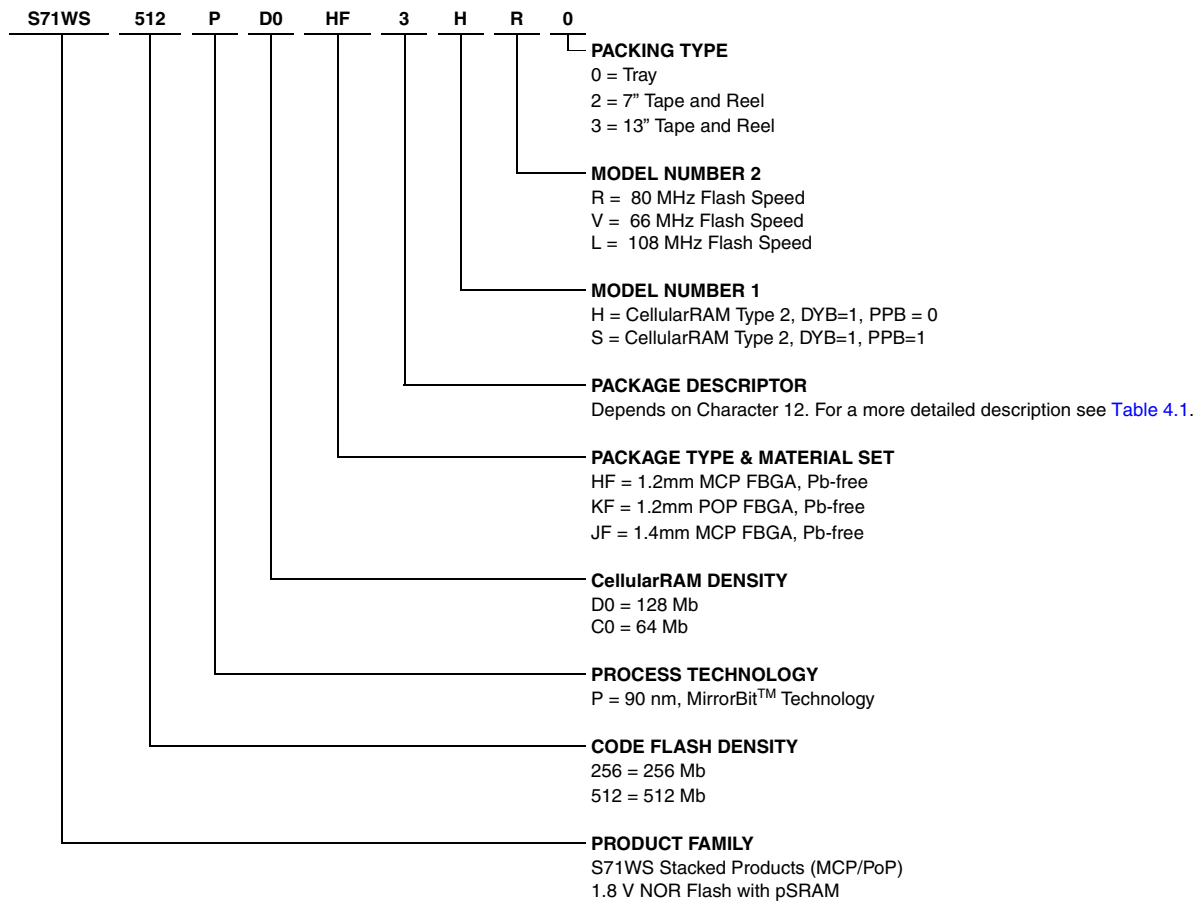 S71WS 512 P D0 HF 3 H R 0
PACKING TYPE
0 = Tray
2 = 7” Tape and Reel
3 = 13” Tape and Reel
MODEL NUMBER 2
R = 80 MHz Flash Speed
V = 66 MHz Flash Speed
L = 108 MHz Flash Speed
MODEL NUMBER 1
H = CellularRAM Type 2, DYB=1, PPB = 0
S = CellularRAM Type 2, DYB=1, PPB=1
PACKAGE DESCRIPTOR
Depends on Character 12. For a more detailed description see Table 4.1.
PACKAGE TYPE & MATERIAL SET
HF = 1.2mm MCP FBGA, Pb-free
KF = 1.2mm POP FBGA, Pb-free
JF = 1.4mm MCP FBGA, Pb-free
CellularRAM DENSITY
D0 = 128 Mb
C0 = 64 Mb
PROCESS TECHNOLOGY
P = 90 nm, MirrorBit™ Technology
CODE FLASH DENSITY
256 = 256 Mb
512 = 512 Mb
PRODUCT FAMILY
S71WS Stacked Products (MCP/PoP)
1.8 V NOR Flash with pSRAM